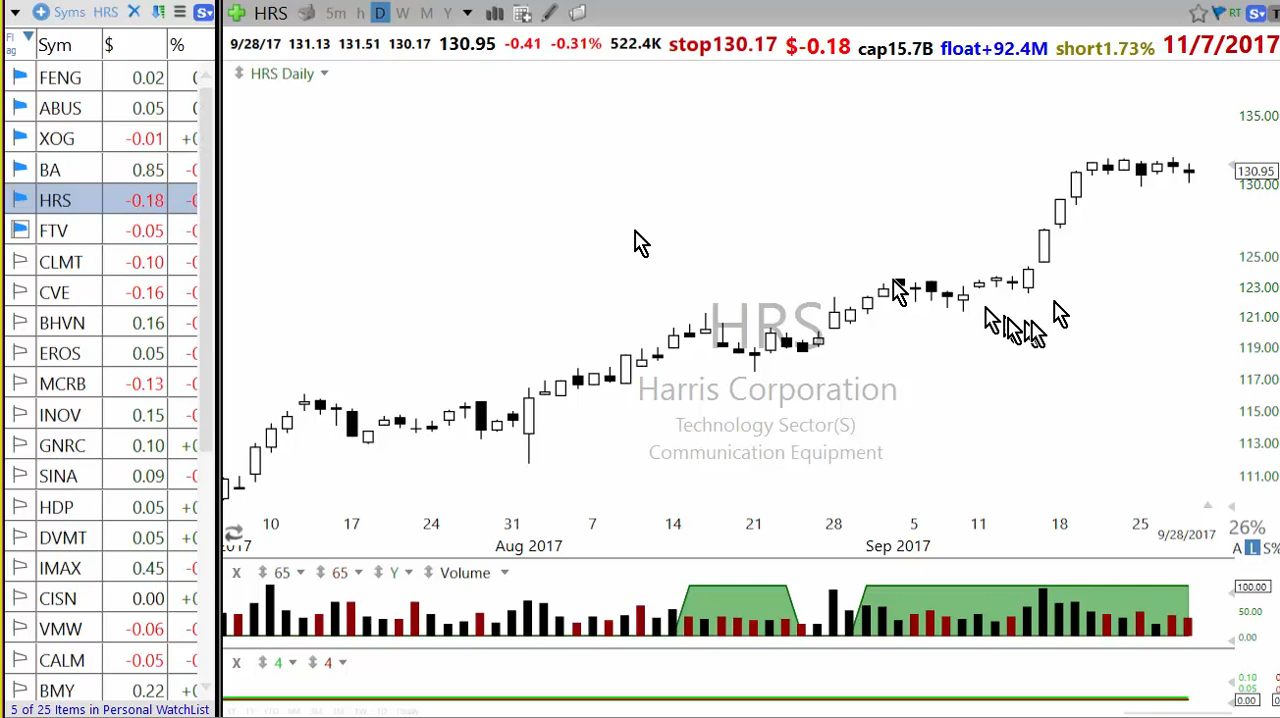 Syms HRS
HRS 5m h D W M Y
RT
Sym $ %
9/28/17 131.13 131.51 130.17 130.95 -0.41 -0.31% 522.4K stop130.17 $-0.18 cap15.7B float+92.4M short1.73% 11/7/2017
HRS Daily
FENG 0.02
ABUS 0.05
XOG -0.01
BA 0.85
HRS -0.18
FTV -0.05
CLMT -0.10
CVE -0.16
BHVN 0.16
EROS 0.05
MCRB -0.13
INOV 0.15
GNRC 0.10
SINA 0.09
HDP 0.05
DVMT 0.05
IMAX 0.45
CISN 0.00
VMW -0.06
CALM -0.05
BMY 0.22
5 of 25 Items in Personal WatchList
135.00
130.95
130.00
125.00
123.00
121.00
119.00
117.00
115.00
113.00
111.00
HRS
Harris Corporation
Technology Sector(S)
Communication Equipment
10 17 24 31 7 14 21 28 5 11 18 25
Aug 2017 Sep 2017 9/28/2017
26%
A L S%
X 65 65 Y Volume
100.00
50.00
0.00
X 4 4
0.10
0.05
0.00